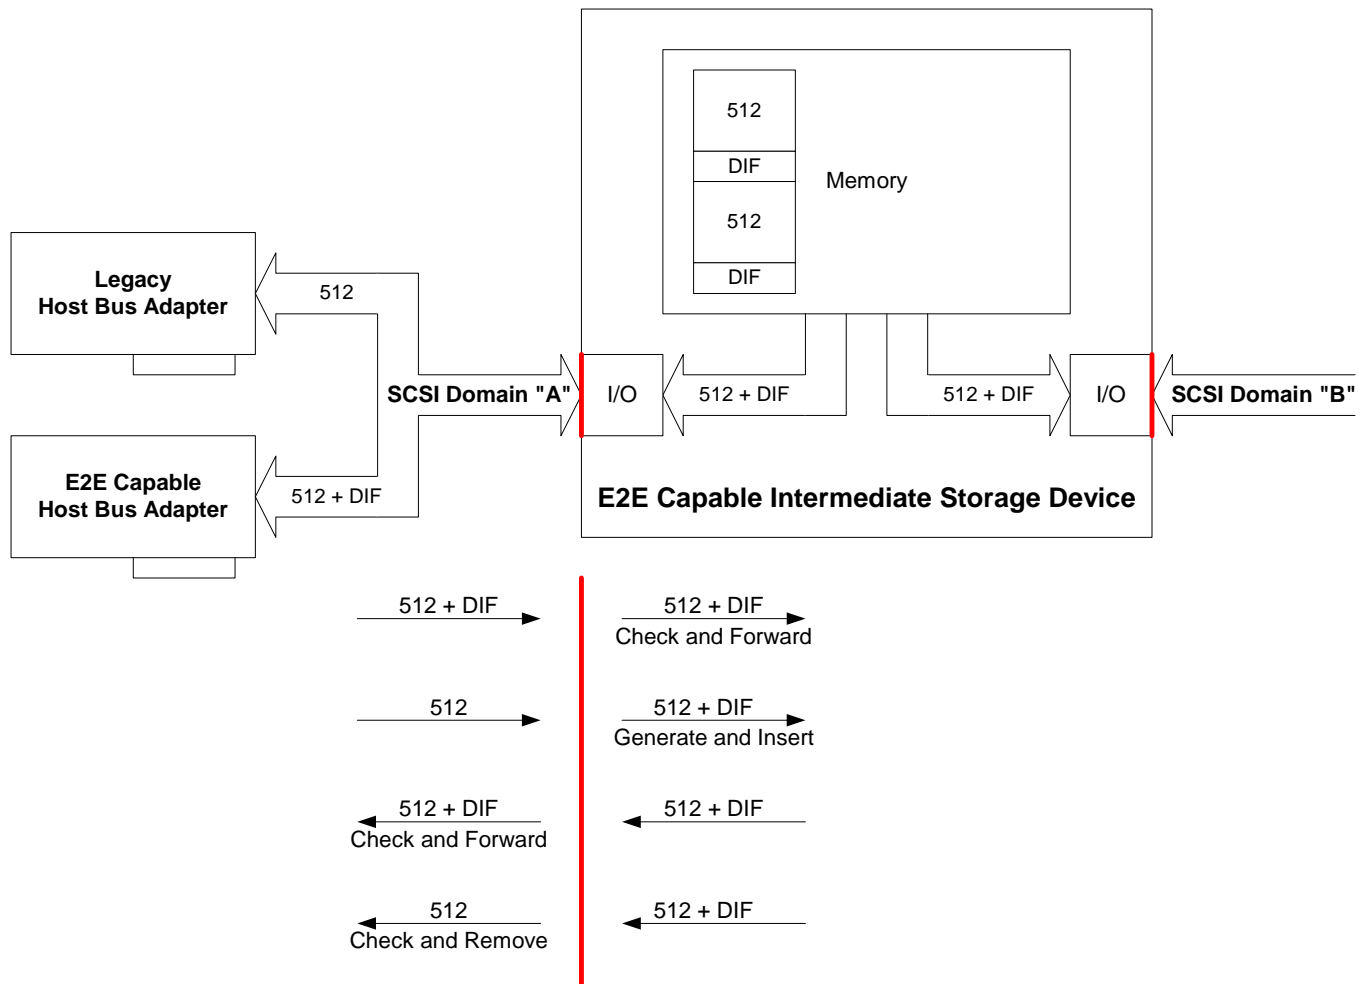 512
DIF
512
DIF
Memory
Legacy
Host Bus Adapter
512
SCSI Domain "A"
I/O
512 + DIF
512 + DIF
I/O
SCSI Domain "B"
E2E Capable
Host Bus Adapter
512 + DIF
E2E Capable Intermediate Storage Device
512 + DIF
512 + DIF
Check and Forward
512
512 + DIF
Generate and Insert
512 + DIF
Check and Forward
512 + DIF
512
Check and Remove
512 + DIF